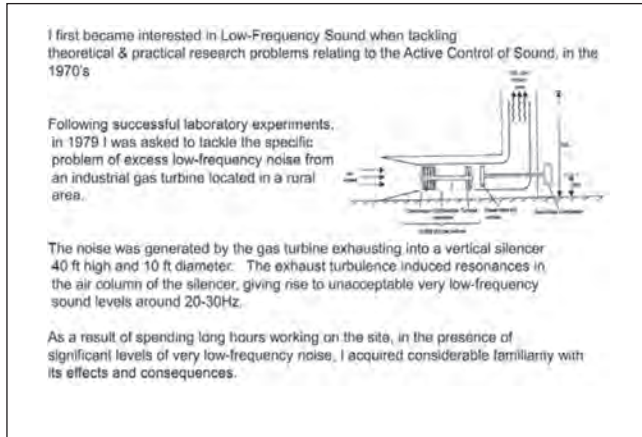 I first became interested in Low-Frequency Sound when tackling
theoretical & practical research problems relating to the Active Control of Sound, in the
1970's
Following successful laboratory experiments,
in 1979 I was asked to tackle the specific
problem of excess low-frequency noise from
an industrial gas turbine located in a rural
area.
The noise was generated by the gas turbine exhausting into a vertical silencer
40 ft high and 10 ft diameter. The exhaust turbulence induced resonances in
the air column of the silencer, giving rise to unacceptable very low-frequency
sound levels around 20-30Hz.
As a result of spending long hours working on the site, in the presence of
significant levels of very low-frequency noise, I acquired considerable familiarity with
its effects and consequences.